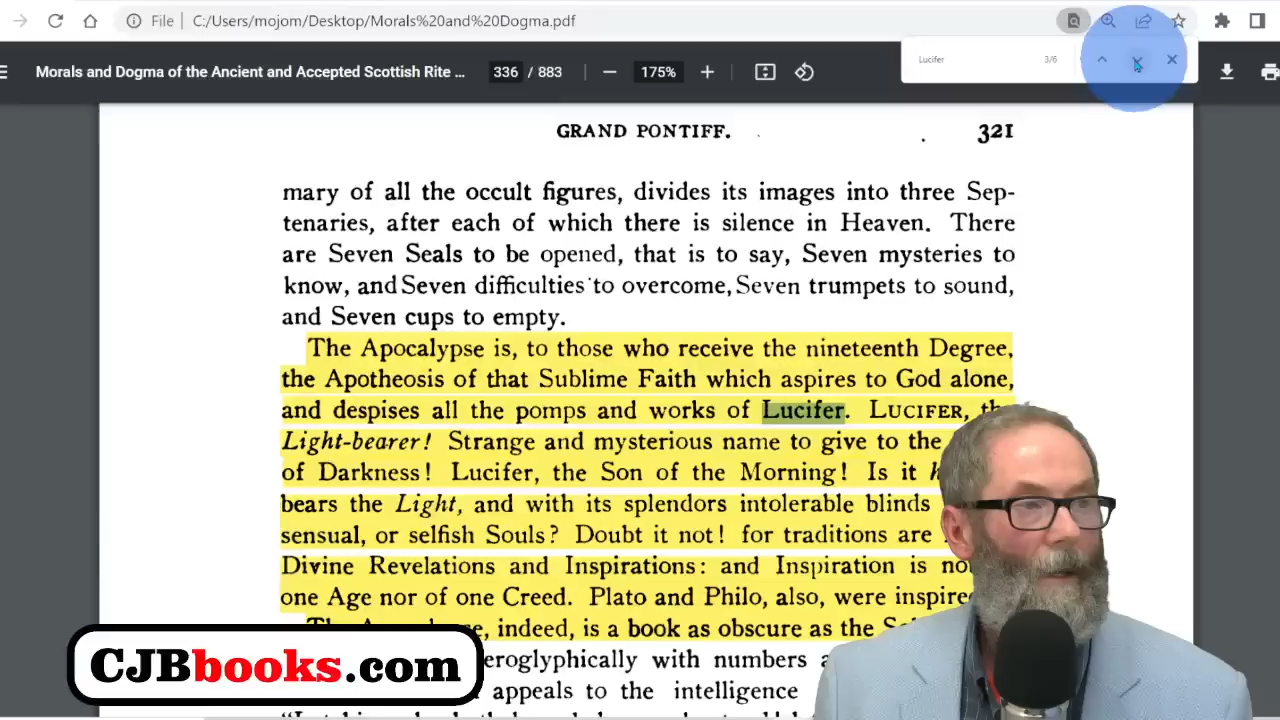 File | C:/Users/mojom/Desktop/Morals%20and%20Dogma.pdf
Lucifer 3/6
Morals and Dogma of the Ancient and Accepted Scottish Rite ... 336 / 883 175%
GRAND PONTIFF. 321
mary of all the occult figures, divides its images into three Sep-
tenaries, after each of which there is silence in Heaven. There
are Seven Seals to be opened, that is to say, Seven mysteries to
know, and Seven difficulties to overcome, Seven trumpets to sound,
and Seven cups to empty.
The Apocalypse is, to those who receive the nineteenth Degree,
the Apotheosis of that Sublime Faith which aspires to God alone,
and despises all the pomps and works of Lucifer. LUCIFER,
Light-bearer! Strange and mysterious name to give to the
of Darkness! Lucifer, the Son of the Morning! Is it
bears the Light, and with its splendors intolerable blinds
sensual, or selfish Souls? Doubt it not! for traditions are
Divine Revelations and Inspirations: and Inspiration is
one Age nor of one Creed. Plato and Philo, also, were
indeed, is a book as obscure as the
with numbers
appeals to the intelligence
CJBbooks.com